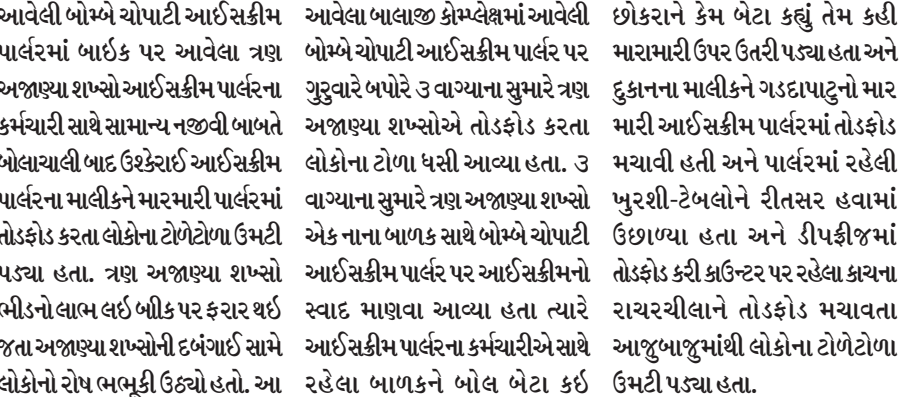 આવેલી બોમ્બે ચોપાટી આઈસક્રીમ
પાર્લરમાં બાઇક પર આવેલા ત્રણ
અજાણ્યા શખ્સો આઈસક્રીમ પાર્લરના
કર્મચારી સાથે સામાન્ય નજીવી બાબતે
બોલાચાલી બાદ ઉશ્કેરાઈ આઈસક્રીમ
પાર્લરના માલીકને મારમારી પાર્લરમાં
તોડફોડ કરતા લોકોના ટોળેટોળા ઉમટી
પડ્યા હતા. ત્રણ અજાણ્યા શખ્સો
ભીડનો લાભ લઇ બાીક પર ફરાર થઇ
જતા અજાણ્યા શખ્સોની દબંગાઈ સામે
લોકોનો રોષ ભભૂકી ઉઠ્યો હતો. આ
આવેલા બાલાજી કોમ્પ્લેક્ષમાં આવેલી
બોમ્બે ચોપાટી આઈસક્રીમ પાર્લર પર
ગુરુવારે બપોરે ૩ વાગ્યાના સુમારે ત્રણ
અજાણ્યા શખ્સોએ તોડફોડ કરતા
લોકોના ટોળા ધસી આવ્યા હતા. ૩
વાગ્યાના સુમારે ત્રણ અજાણ્યા શખ્સો
એક નાના બાળક સાથે બોમ્બે ચોપાટી
આઈસક્રીમ પાર્લર પર આઈસક્રીમનો
સ્વાદ માણવા આવ્યા હતા ત્યારે
આઈસક્રીમ પાર્લરના કર્મચારીએ સાથે
રહેલા બાળકને બોલ બેટા કઇ
છોકરાને કેમ બેટા કહ્યું તેમ કહી
મારામારી ઉપર ઉતરી પડ્યા હતા અને
દુકાનના માલીકને ગડદાપાટુનો માર
મારી આઈસક્રીમ પાર્લરમાં તોડફોડ
મચાવી હતી અને પાર્લરમાં રહેલી
ખુરશી-ટેબલોને રીતસર હવામાં
ઉછાળ્યા હતા અને ડીપફ્રીજમાં
તોડફોડ કરી કાઉન્ટર પર રહેલા કાચના
રાચરચીલાને તોડફોડ મચાવતા
આજુબાજુમાંથી લોકોના ટોળેટોળા
ઉમટી પડ્યા હતા.